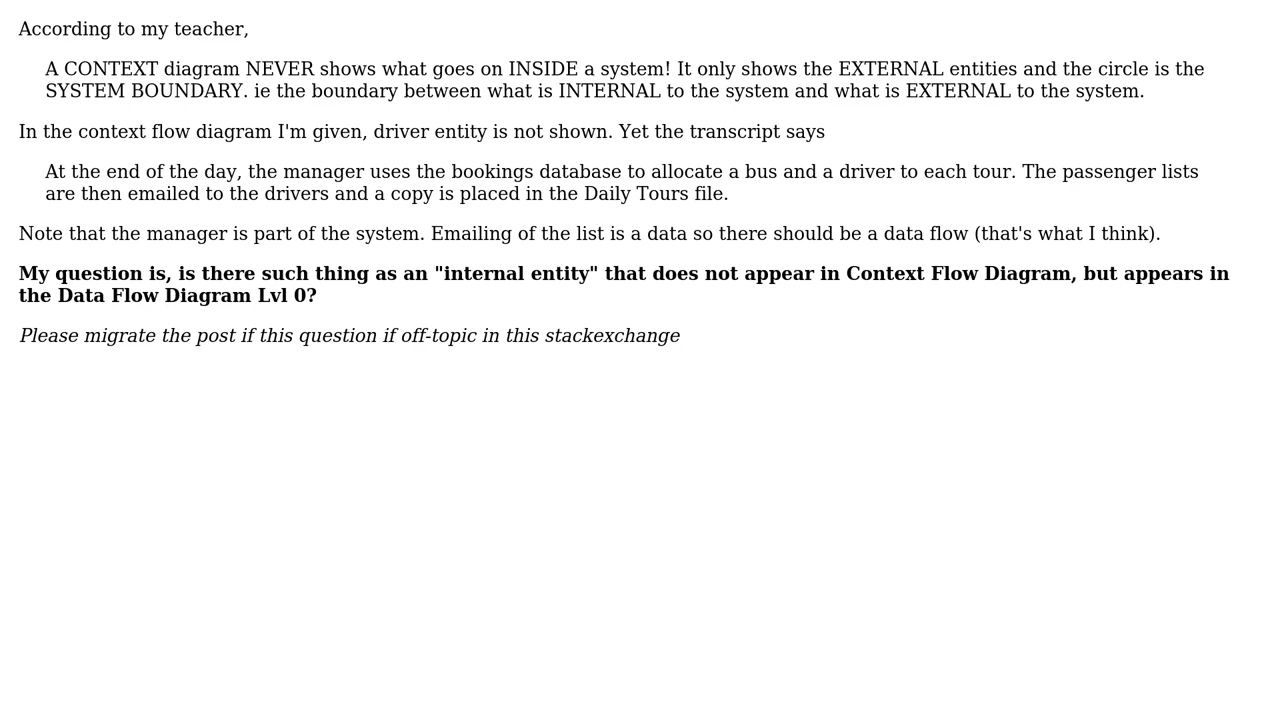 According to my teacher,
A CONTEXT diagram NEVER shows what goes on INSIDE a system! It only shows the EXTERNAL entities and the circle is the
SYSTEM BOUNDARY. ie the boundary between what is INTERNAL to the system and what is EXTERNAL to the system.
In the context flow diagram I'm given, driver entity is not shown. Yet the transcript says
At the end of the day, the manager uses the bookings database to allocate a bus and a driver to each tour. The passenger lists
are then emailed to the drivers and a copy is placed in the Daily Tours file.
Note that the manager is part of the system. Emailing of the list is a data so there should be a data flow (that's what I think).
My question is, is there such thing as an "internal entity" that does not appear in Context Flow Diagram, but appears in
the Data Flow Diagram Lvl 0?
Please migrate the post if this question if off-topic in this stackexchange